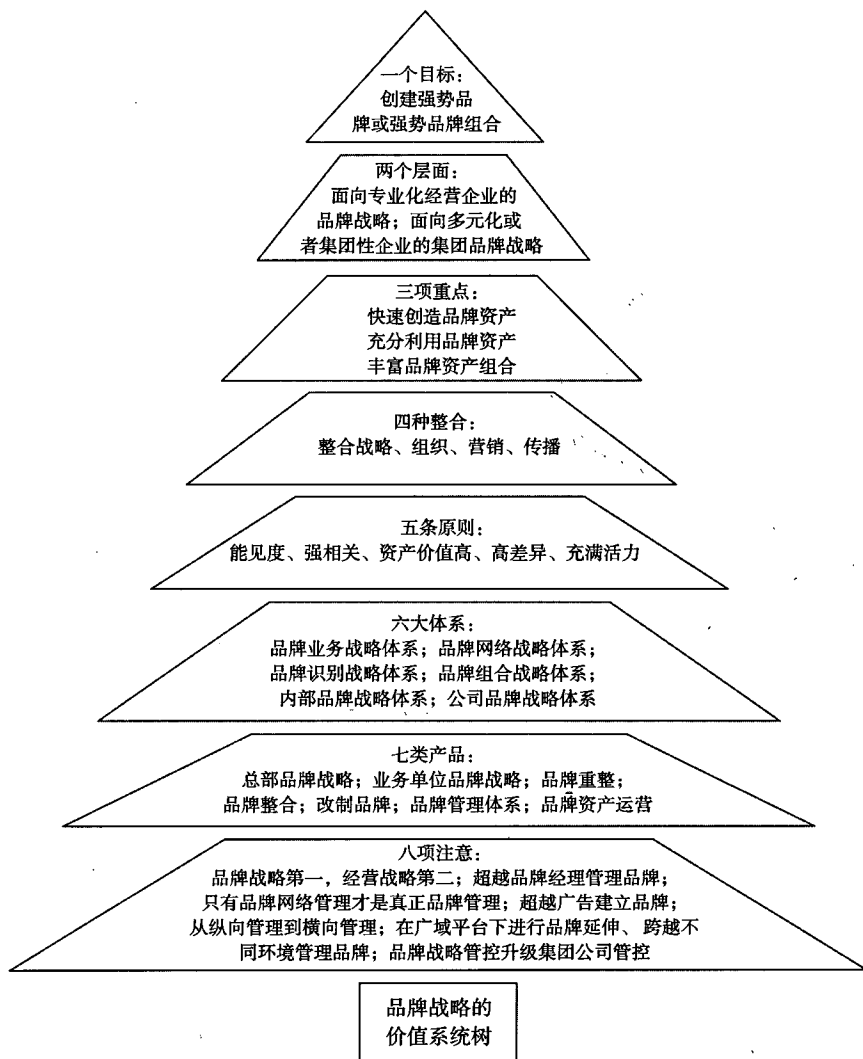 一个目标：
创建强势品
牌或强势品牌组合
两个层面：
面向专业化经营企业的
品牌战略；面向多元化或
者集团性企业的集团品牌战略
三项重点：
快速创造品牌资产
充分利用品牌资产
丰富品牌资产组合
四种整合：
整合战略、组织、营销、传播
五条原则：
能见度、强相关、资产价值高、高差异、充满活力
六大体系：
品牌业务战略体系；品牌网络战略体系；
品牌识别战略体系；品牌组合战略体系；
内部品牌战略体系；公司品牌战略体系
七类产品：
总部品牌战略；业务单位品牌战略；品牌重整；
品牌整合；改制品牌；品牌管理体系；品牌资产运营
八项注意：
品牌战略第一，经营战略第二；超越品牌经理管理品牌；
只有品牌网络管理才是真正品牌管理；超越广告建立品牌；
从纵向管理到横向管理；在广域平台下进行品牌延伸、跨越不
同环境管理品牌；品牌战略管控升级集团公司管控
品牌战略的
价值系统树